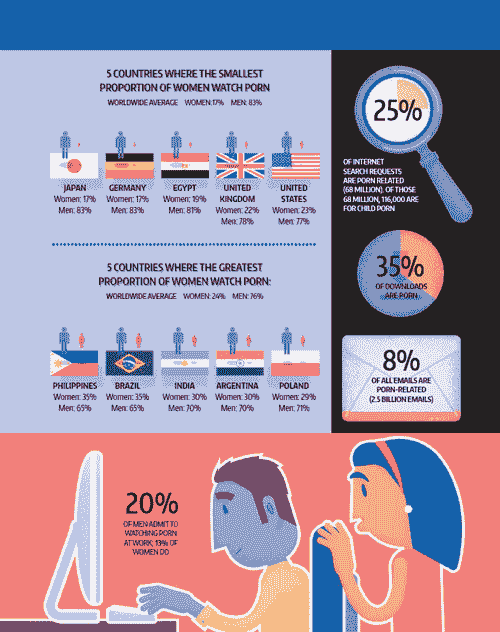 5 COUNTRIES WHERE THE SMALLEST
PROPORTION OF WOMEN WATCH PORN
WORLDWIDE AVERAGE WOMEN:17% MEN: 83%
JAPAN
Women: 17%
Men: 83%
GERMANY
Women: 17%
Men: 83%
EGYPT
Women: 19%
Men: 81%
UNITED
KINGDOM
Women: 22%
Men: 78%
UNITED
STATES
Women: 23%
Men: 77%
5 COUNTRIES WHERE THE GREATEST
PROPORTION OF WOMEN WATCH PORN:
WORLDWIDE AVERAGE WOMEN: 24% MEN: 76%
PHILIPPINES
Women: 35%
Men: 65%
BRAZIL
Women: 35%
Men: 65%
INDIA
Women: 30%
Men: 70%
ARGENTINA
Women: 30%
Men: 70%
POLAND
Women: 29%
Men: 71%
25%
OF INTERNET
SEARCH REQUESTS
ARE PORN RELATED
(68 MILLION). OF THOSE
68 MILLION, 116,000 ARE
FOR CHILD PORN
35%
OF DOWNLOADS
ARE PORN
8%
OF ALL EMAILS ARE
PORN-RELATED
(2.5 BILLION EMAILS)
20%
OF MEN ADMIT TO
WATCHING PORN
AT WORK; 13% OF
WOMEN DO